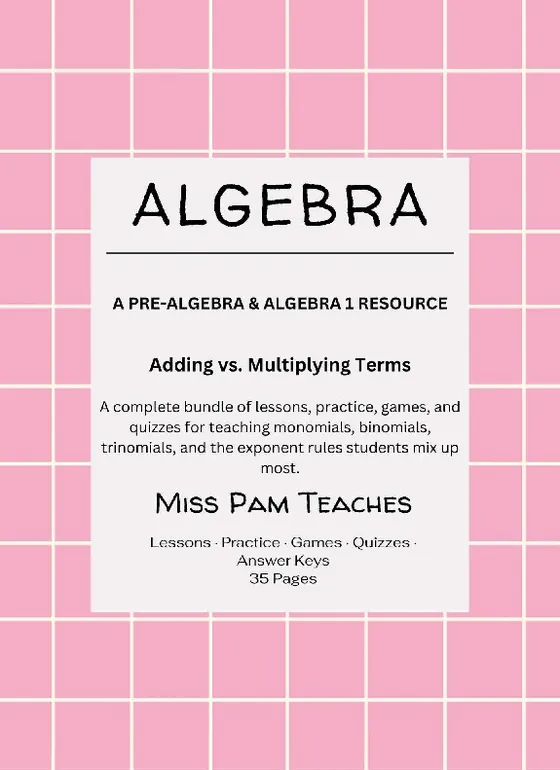 ALGEBRA
A PRE-ALGEBRA & ALGEBRA 1 RESOURCE
Adding vs. Multiplying Terms
A complete bundle of lessons, practice, games, and
quizzes for teaching monomials, binomials,
trinomials, and the exponent rules students mix up
most.
Miss Pam Teaches
Lessons · Practice · Games · Quizzes ·
Answer Keys
35 Pages